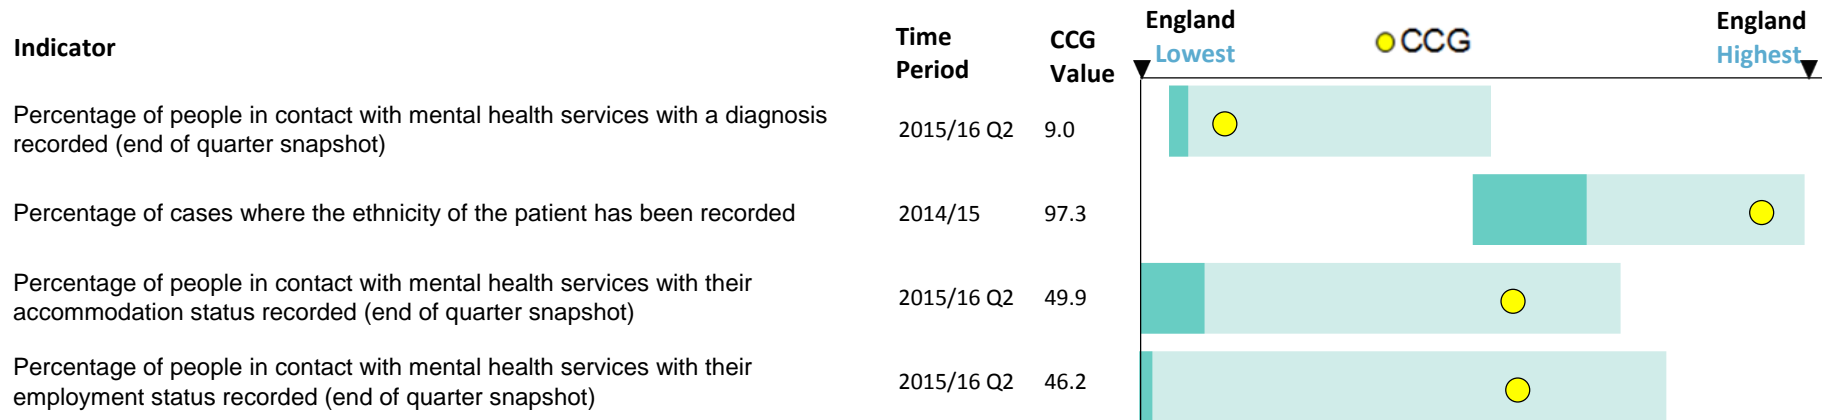 Indicator
Time
Period
CCG
Value
England
Lowest
CCG
England
Highest
Percentage of people in contact with mental health services with a diagnosis
recorded (end of quarter snapshot)
2015/16 Q2
9.0
Percentage of cases where the ethnicity of the patient has been recorded
2014/15
97.3
Percentage of people in contact with mental health services with their
accommodation status recorded (end of quarter snapshot)
2015/16 Q2
49.9
Percentage of people in contact with mental health services with their
employment status recorded (end of quarter snapshot)
2015/16 Q2
46.2